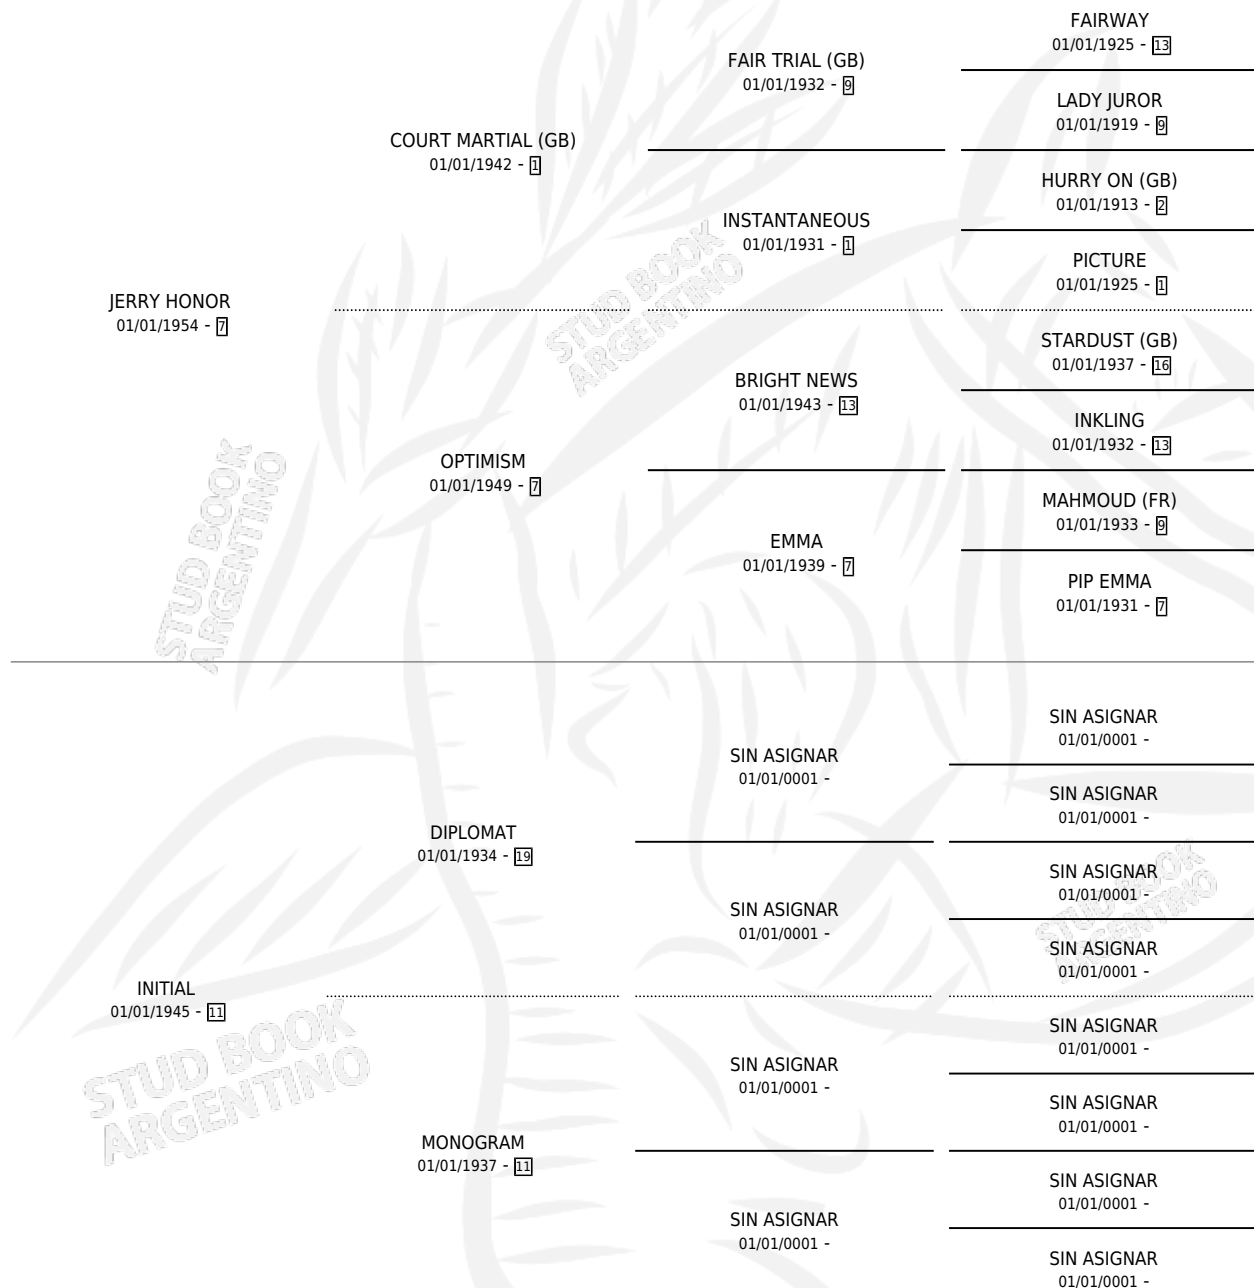 FAIRWAY
01/01/1925 - 13
FAIR TRIAL (GB)
01/01/1932 - 9
LADY JUROR
01/01/1919 - 9
COURT MARTIAL (GB)
01/01/1942 - 1
HURRY ON (GB)
01/01/1913 - 2
INSTANTANEOUS
01/01/1931 - 1
PICTURE
01/01/1925 - 1
JERRY HONOR
01/01/1954 - 7
STARDUST (GB)
01/01/1937 - 16
BRIGHT NEWS
01/01/1943 - 13
INKLING
01/01/1932 - 13
OPTIMISM
01/01/1949 - 7
MAHMOUD (FR)
01/01/1933 - 9
EMMA
01/01/1939 - 7
PIP EMMA
01/01/1931 - 7
STUD BOOK
ARGENTINO
STUD BOOK
ARGENTINO
SIN ASIGNAR
01/01/0001 -
SIN ASIGNAR
01/01/0001 -
SIN ASIGNAR
01/01/0001 -
DIPLOMAT
01/01/1934 - 19
SIN ASIGNAR
01/01/0001 -
SIN ASIGNAR
01/01/0001 -
SIN ASIGNAR
01/01/0001 -
STUD BOOK
ARGENTINO
INITIAL
01/01/1945 - 11
SIN ASIGNAR
01/01/0001 -
SIN ASIGNAR
01/01/0001 -
SIN ASIGNAR
01/01/0001 -
MONOGRAM
01/01/1937 - 11
SIN ASIGNAR
01/01/0001 -
SIN ASIGNAR
01/01/0001 -
SIN ASIGNAR
01/01/0001 -
STUD BOOK
ARGENTINO